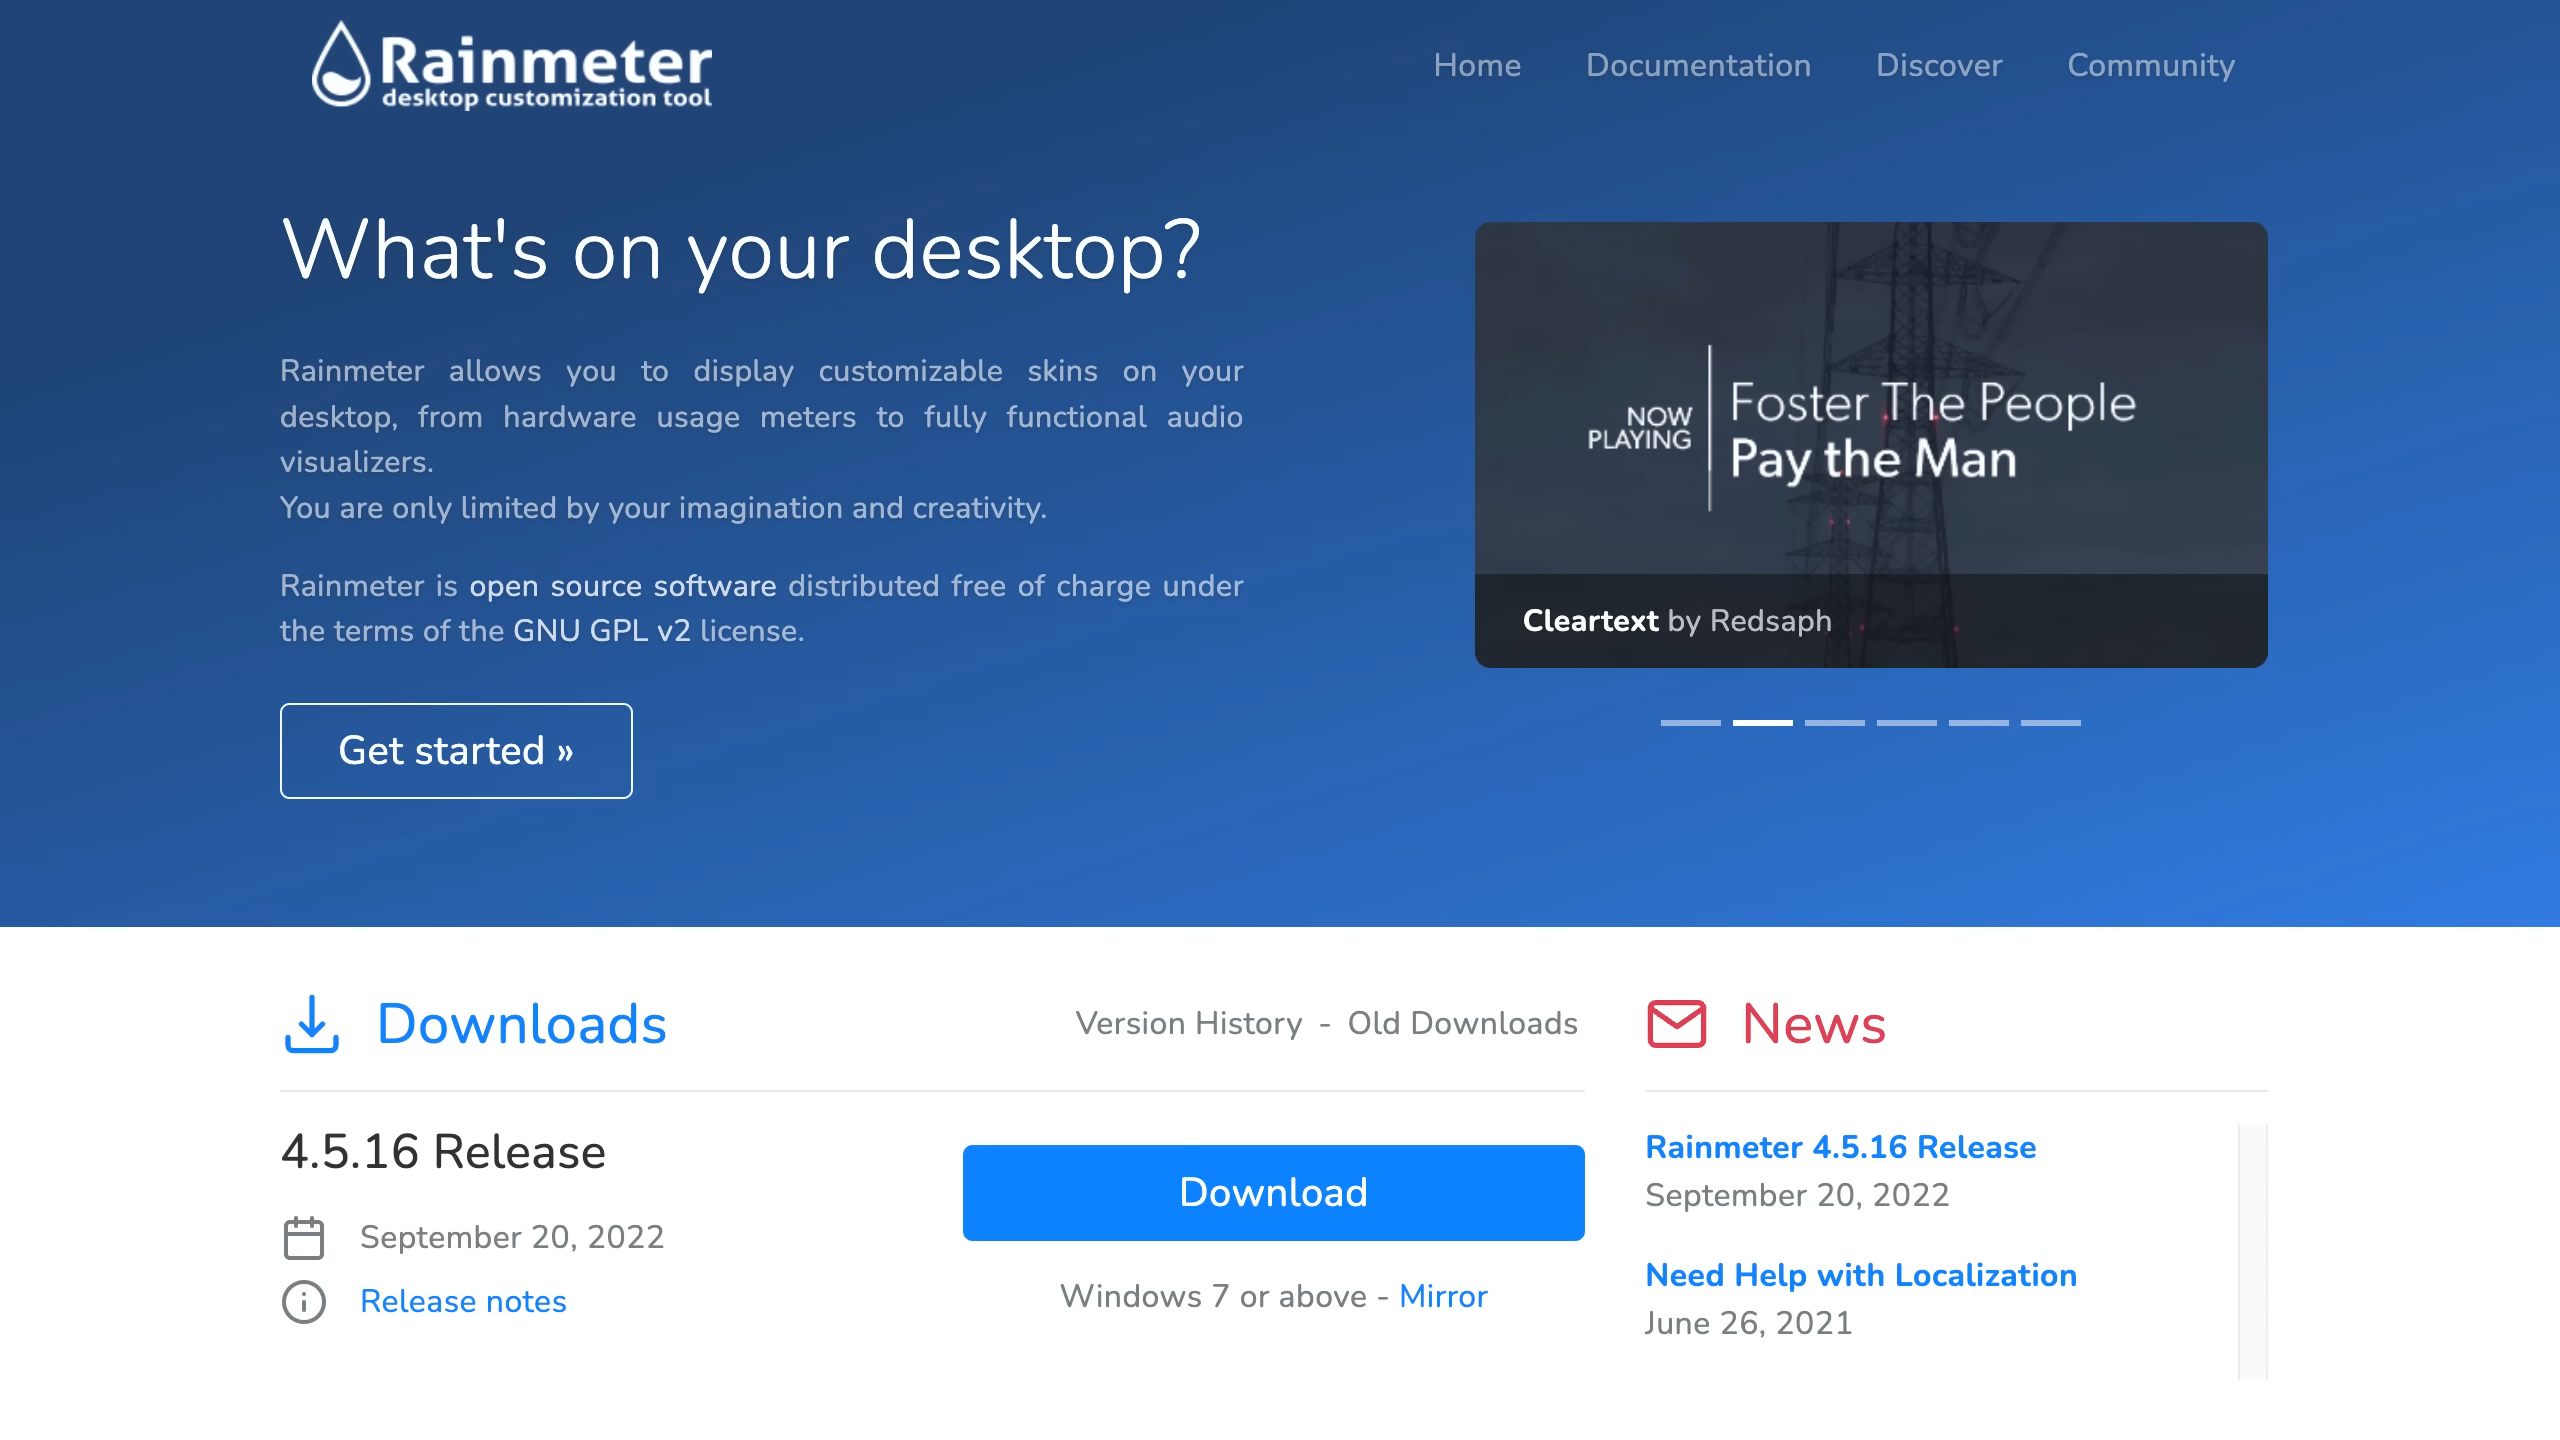 Rainmeter
desktop customization tool
Home Documentation Discover Community
What's on your desktop?
Rainmeter allows you to display customizable skins on your
desktop, from hardware usage meters to fully functional audio
visualizers.
You are only limited by your imagination and creativity.
Rainmeter is open source software distributed free of charge under
the terms of the GNU GPL v2 license.
Get started »
NOW
PLAYING
Foster The People
Pay the Man
Cleartext by Redsaph
Downloads
Version History - Old Downloads
4.5.16 Release
September 20, 2022
Release notes
Download
Windows 7 or above - Mirror
News
Rainmeter 4.5.16 Release
September 20, 2022
Need Help with Localization
June 26, 2021